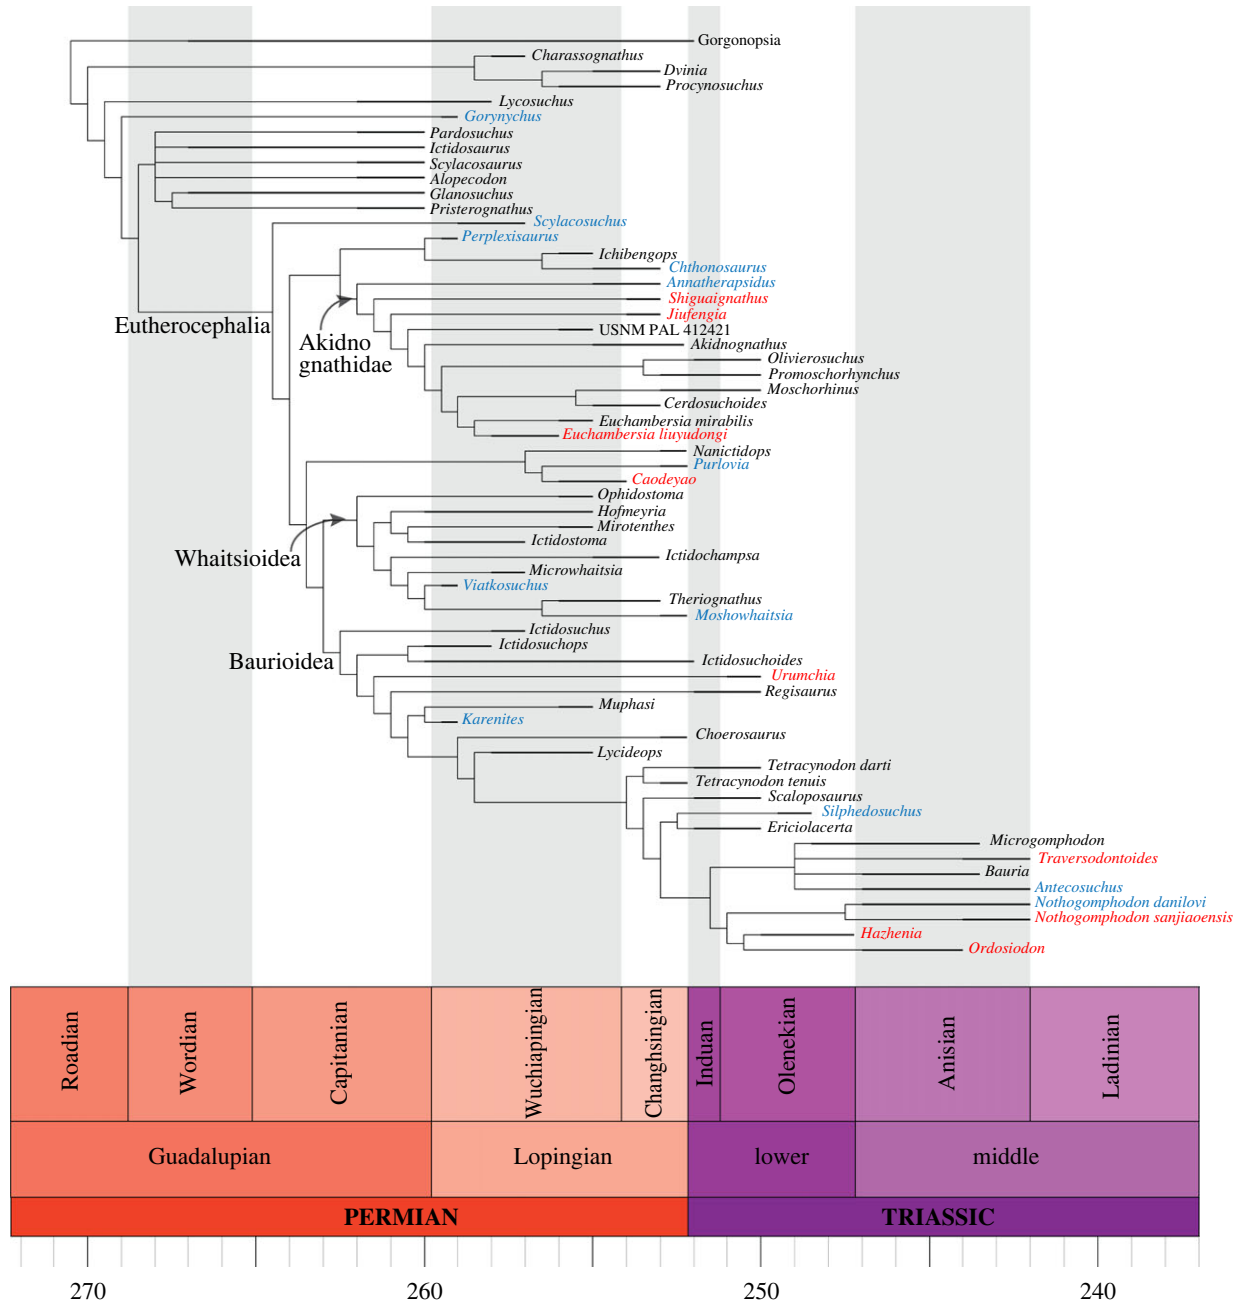 Gorgonopsia
Charassognathus
Dvinia
Procynosuchus
Lycosuchus
Gorynychus
Pardosuchus
Ictidosaurus
Scylacosaurus
Alopecodon
Glanosuchus
Pristerognathus
Scylacosuchus
Perplexisaurus
Ichibengops
Chthonosaurus
Annatherapsidus
Shiguaignathus
Jiufengia
Eutherocephalia
USNM PAL 412421
Akidno
gnathidae
Akidnognathus
Olivierosuchus
Promoschorhynchus
Moschorhinus
Cerdosuchoides
Euchambersia mirabilis
Euchambersia liuyudongi
Nanictidops
Purlovia
Caodeyao
Ophidostoma
Hofmeyria
Mirotenthes
Ictidostoma
Whaitsioidea
Ictidochampsa
Microwhaitsia
Viatkosuchus
Theriognathus
Moshowhaitsia
Ictidosuchus
Ictidosuchops
Baurioidea
Ictidosuchoides
Urumchia
Regisaurus
Muphasi
Karenites
Choerosaurus
Lycideops
Tetracynodon darti
Tetracynodon tenuis
Scaloposaurus
Silphedosuchus
Ericiolacerta
Microgomphodon
Traversodontoides
Bauria
Antecosuchus
Nothogomphodon danilovi
Nothogomphodon sanjiaoensis
Hazhenia
Ordosiodon
Roadian
Wordian
Capitanian
Wuchiapingian
Changhsingian
Induan
Olenekian
Anisian
Ladinian
Guadalupian
Lopingian
lower
middle
PERMIAN
TRIASSIC
270
260
250
240